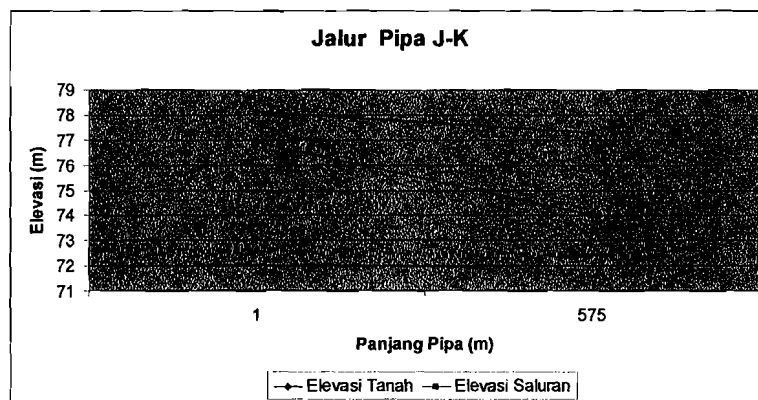 Jalur Pipa J-K
Elevasi (m)
79
78
77
76
75
74
73
72
71
1 575
Panjang Pipa (m)
Elevasi Tanah Elevasi Saluran